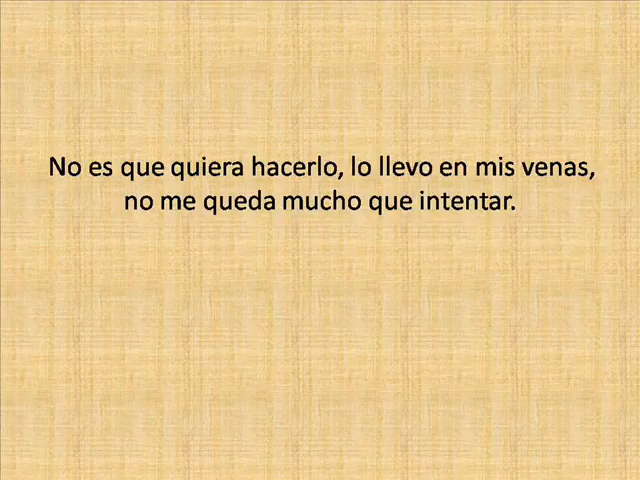 No es que quiera hacerlo, lo llevo en mis venas,
no me queda mucho que intentar.